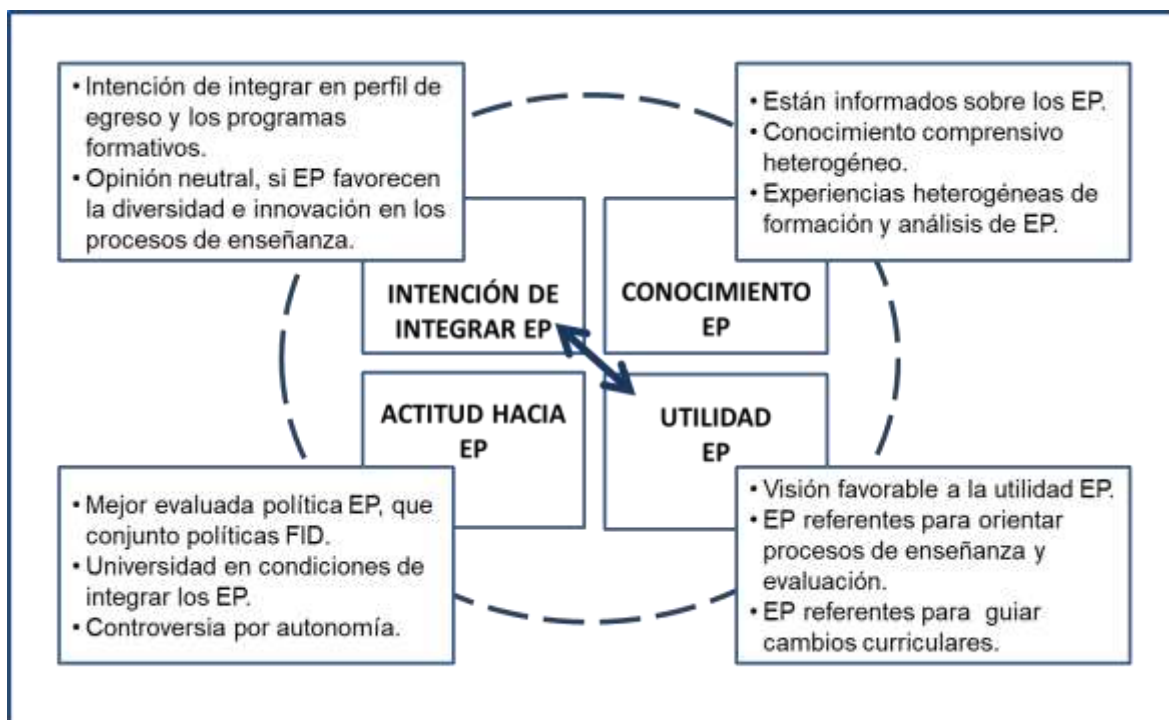 • Intención de integrar en perfil de
egreso y los programas
formativos.
• Opinión neutral, si EP favorecen
la diversidad e innovación en los
procesos de enseñanza.
• Están informados sobre los EP.
• Conocimiento comprensivo
heterogéneo.
• Experiencias heterogéneas de
formación y análisis de EP.
INTENCIÓN DE
INTEGRAR EP
CONOCIMIENTO
EP
ACTITUD HACIA
EP
UTILIDAD
EP
• Mejor evaluada política EP, que
conjunto políticas FID.
• Universidad en condiciones de
integrar los EP.
• Controversia por autonomía.
• Visión favorable a la utilidad EP.
• EP referentes para orientar
procesos de enseñanza y
evaluación.
• EP referentes para guiar
cambios curriculares.